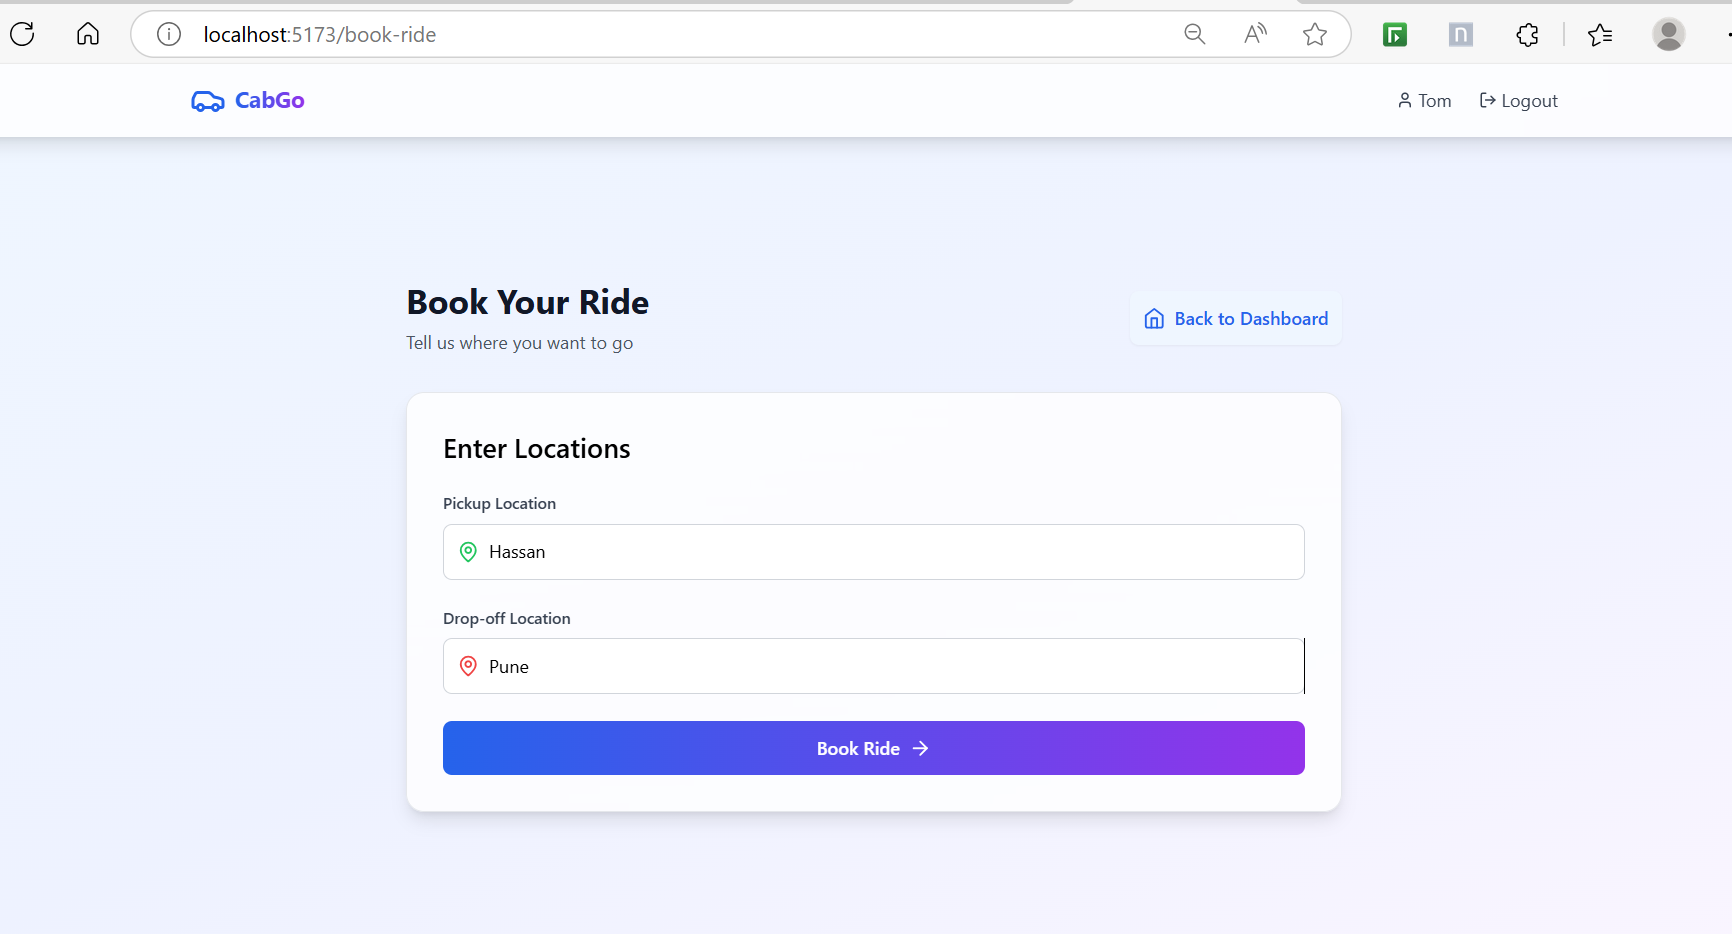 localhost:5173/book-ride
CabGo
Tom
Logout
Book Your Ride
Tell us where you want to go
Back to Dashboard
Enter Locations
Pickup Location
Hassan
Drop-off Location
Pune
Book Ride